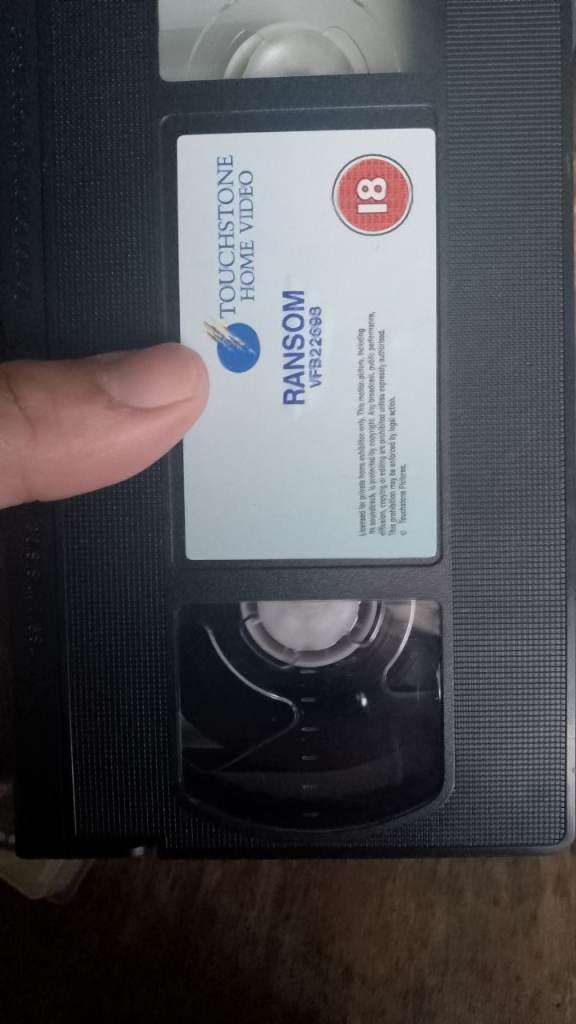 TOUCHSTONE
HOME VIDEO
18
RANSOM
VFB22698
Licensed for private home exhibition only. This motion picture, including
its soundtrack, is protected by copyright. Any broadcast, public performance,
diffusion, copying or editing are prohibited unless expressly authorised.
This prohibition may be enforced by legal action.
© Touchstone Pictures.